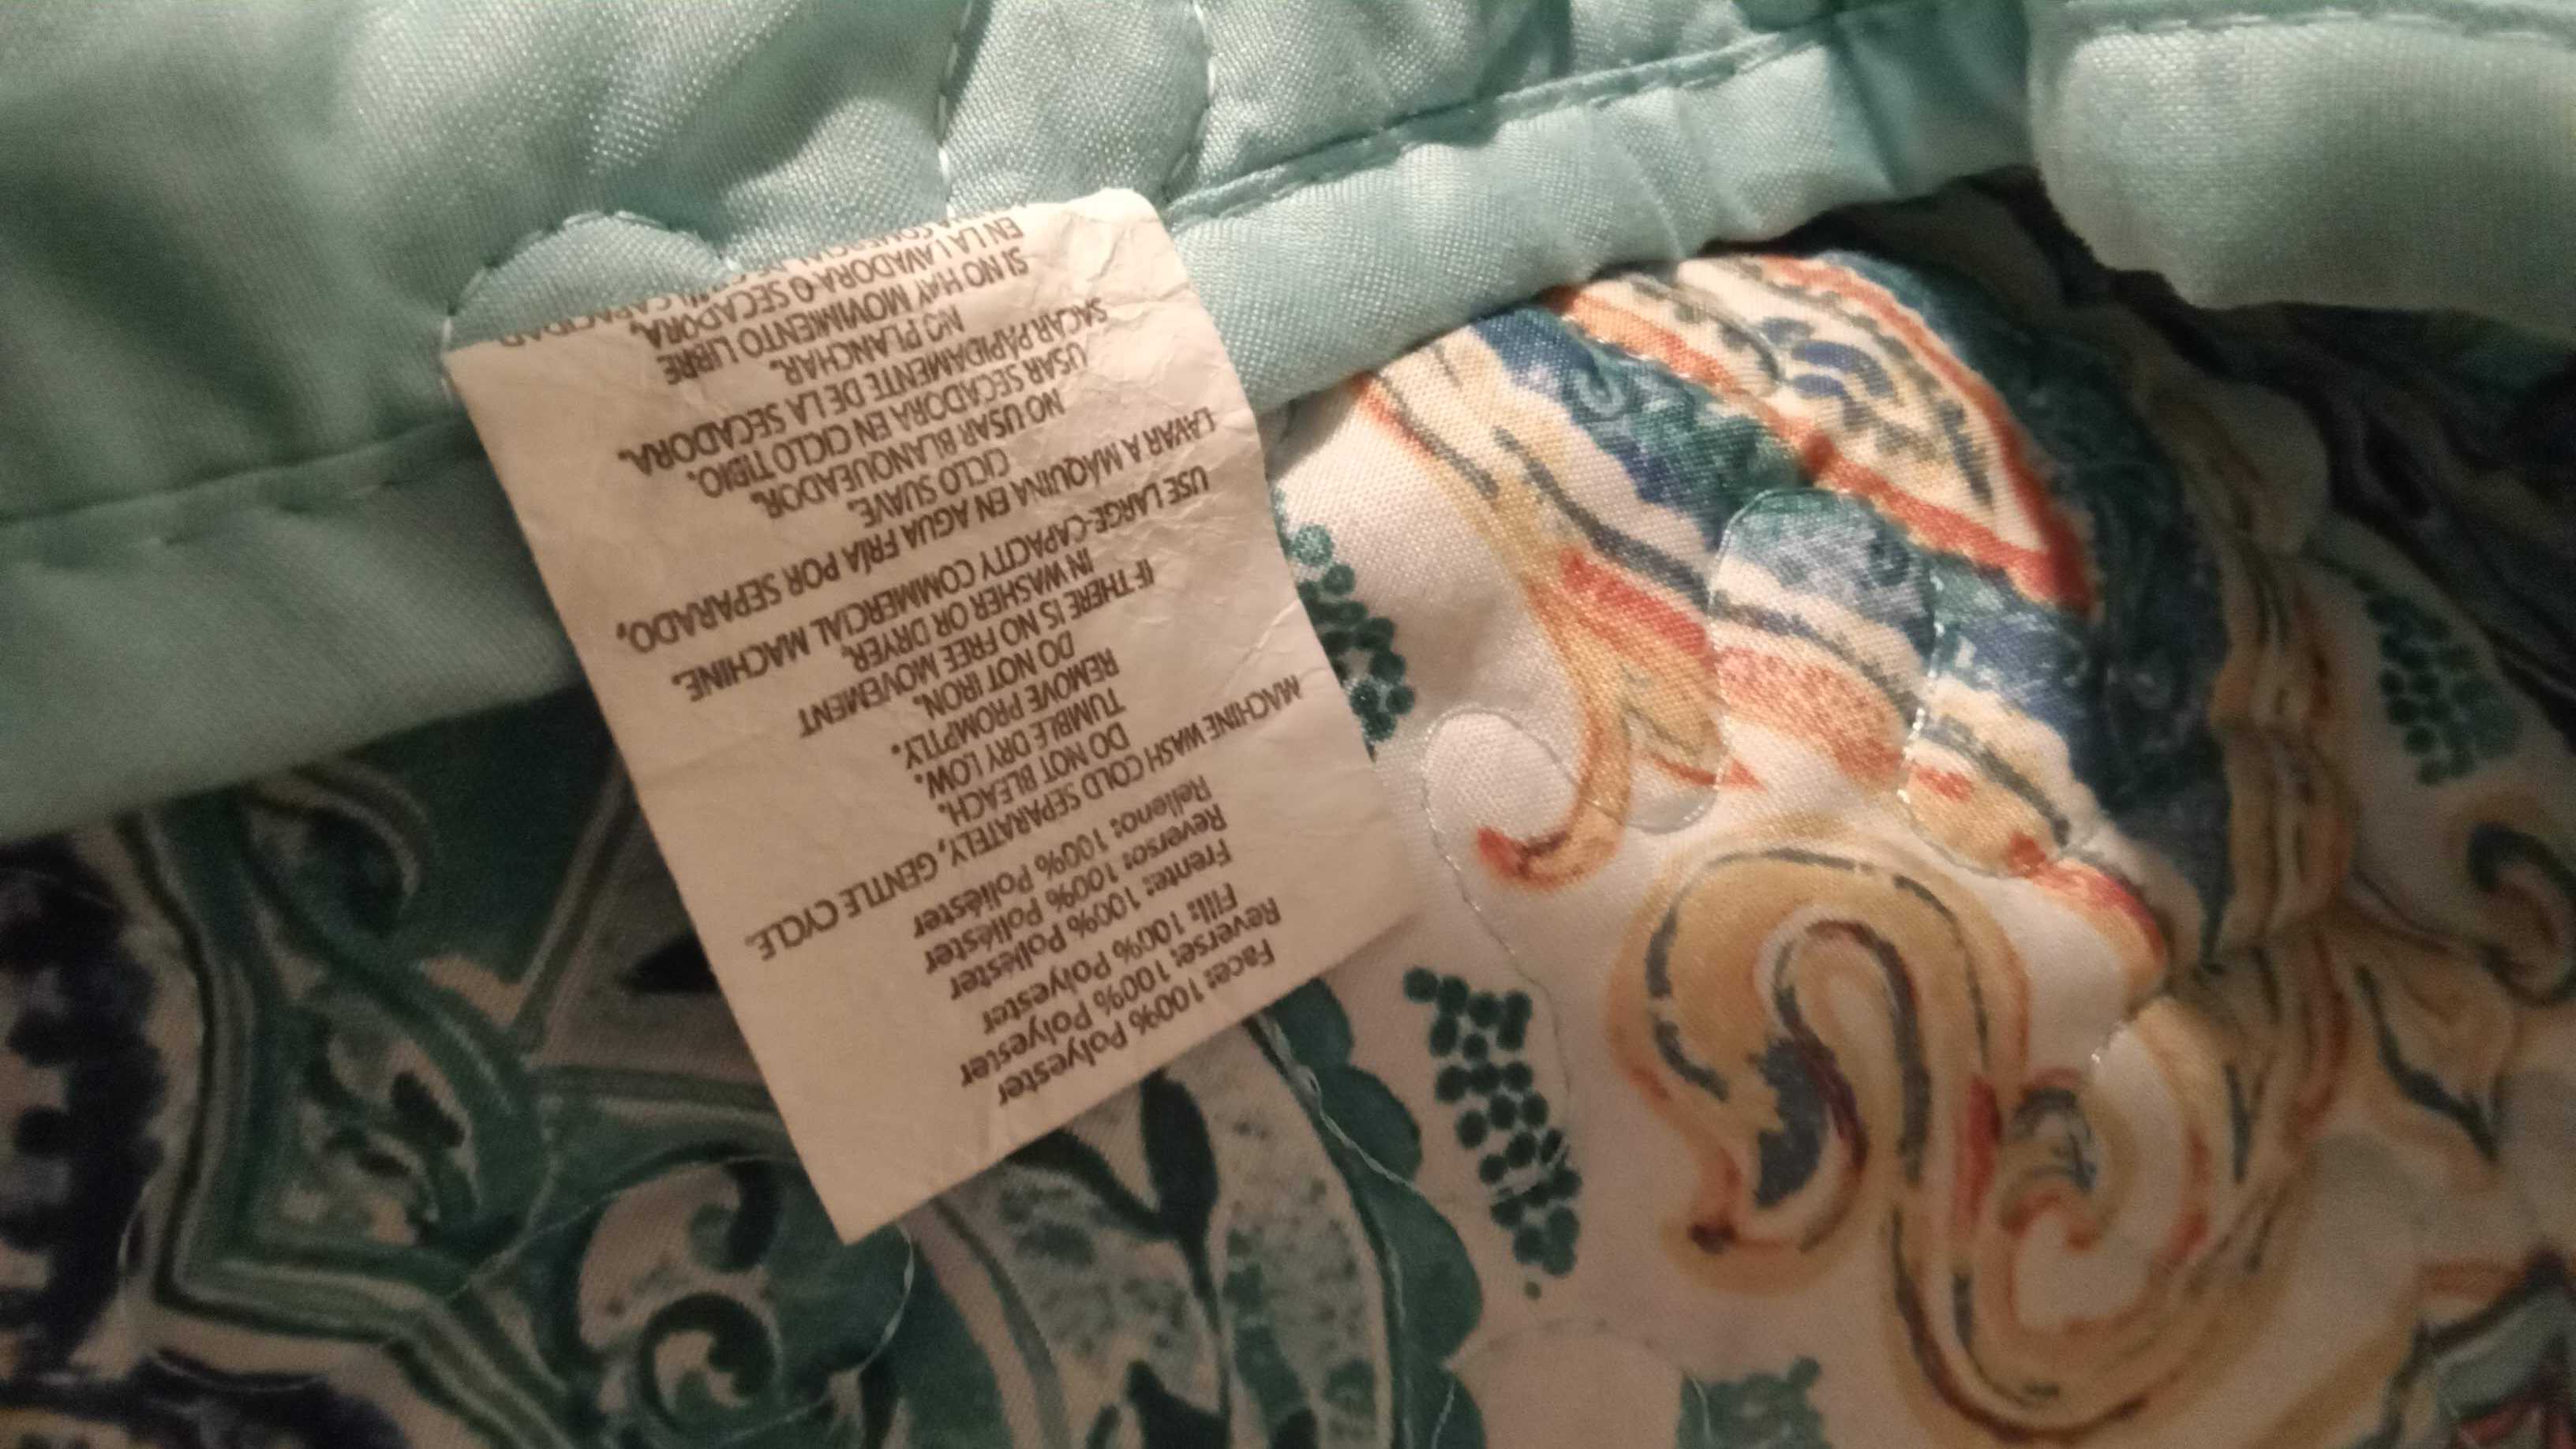 Face: 100% Polyester
Reverse: 100% Polyester
Fill: 100% Polyester
Frente: 100% Poliéster
Reverso: 100% Poliéster
Relleno: 100% Poliéster
MACHINE WASH COLD SEPARATELY, GENTLE CYCLE.
DO NOT BLEACH.
TUMBLE DRY LOW.
REMOVE PROMPTLY.
DO NOT IRON.
IF THERE IS NO FREE MOVEMENT
IN WASHER OR DRYER,
USE LARGE-CAPACITY COMMERCIAL MACHINE.
LAVAR A MÁQUINA EN AGUA FRÍA POR SEPARADO,
CICLO SUAVE.
NO USAR BLANQUEADOR.
USAR SECADORA EN CICLO TIBIO.
SACAR RÁPIDAMENTE DE LA SECADORA.
NO PLANCHAR.
SI NO HAY MOVIMIENTO LIBRE
EN LA LAVADORA O SECADORA,
CAPACIDAD